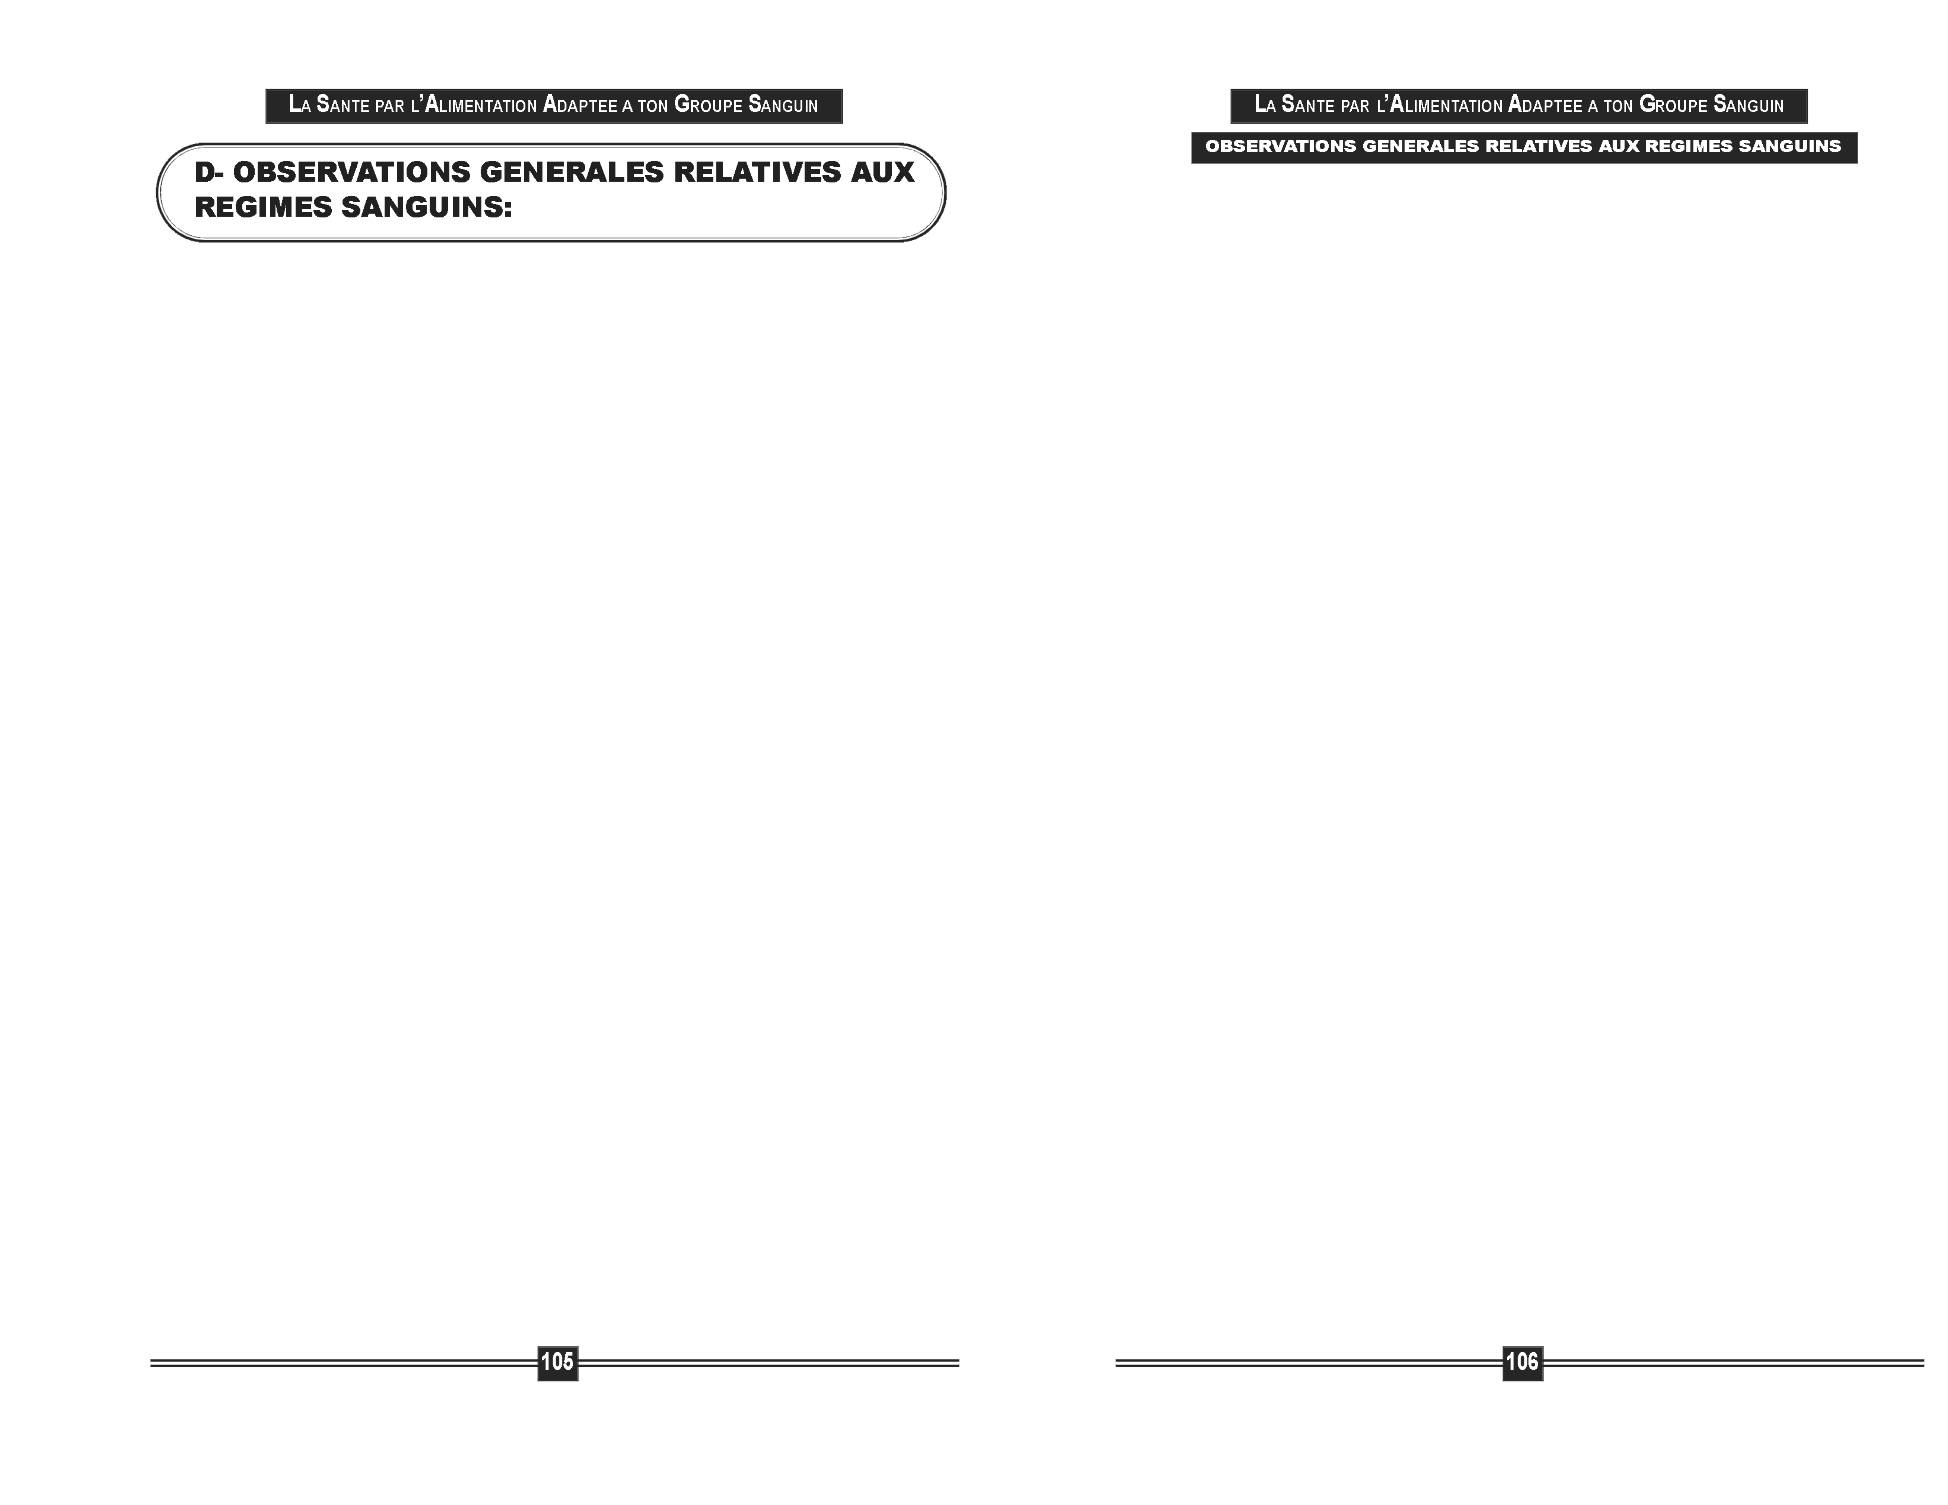 LA SANTE PAR L'ALIMENTATION ADAPTEE A TON GROUPE SANGUIN
D- OBSERVATIONS GENERALES RELATIVES AUX
REGIMES SANGUINS:
105
LA SANTE PAR L'ALIMENTATION ADAPTEE A TON GROUPE SANGUIN
OBSERVATIONS GENERALES RELATIVES AUX REGIMES SANGUINS
106